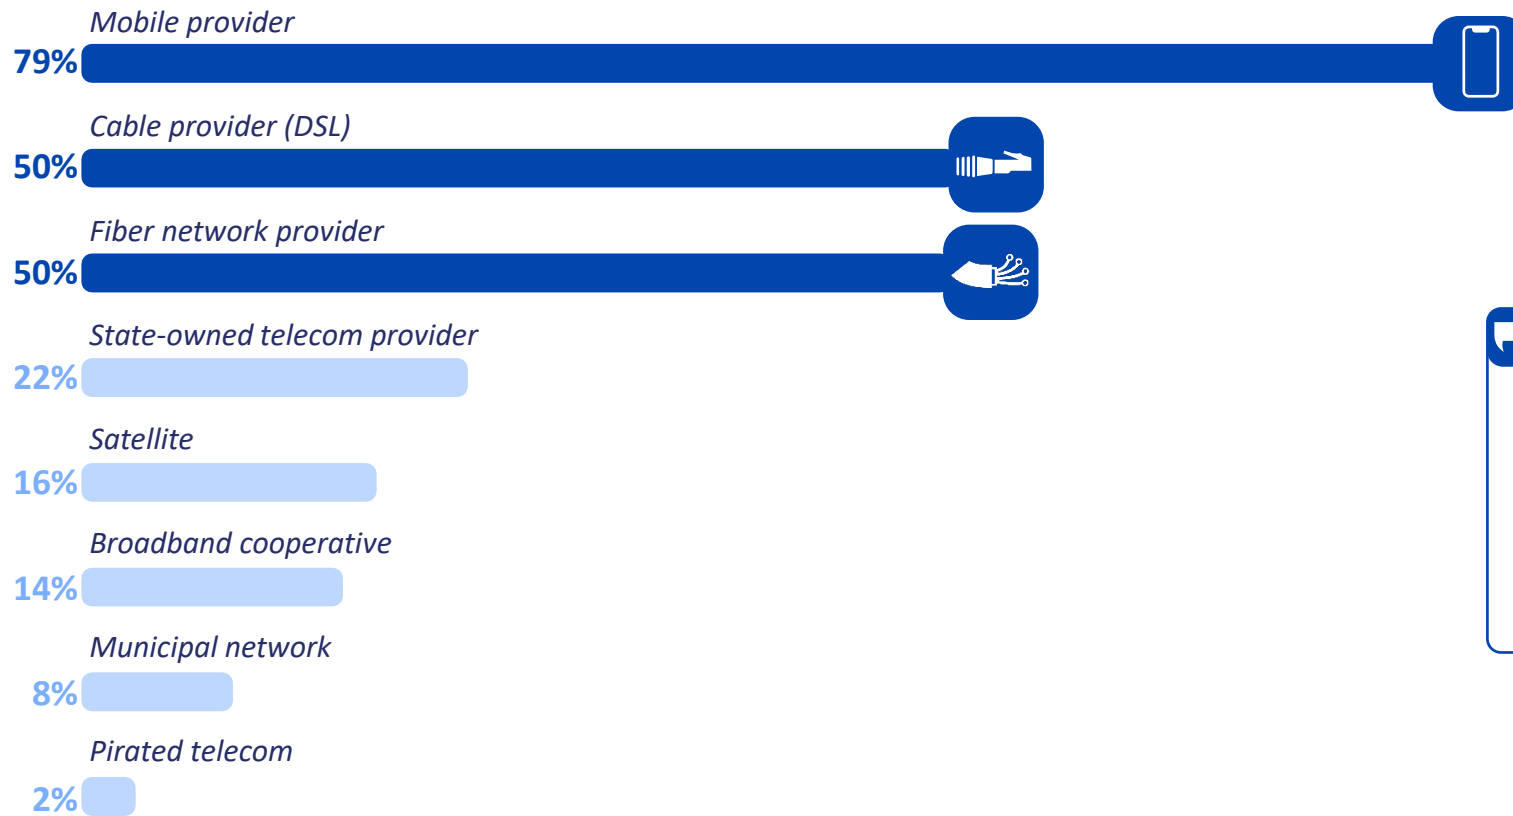 Mobile provider
79%
Cable provider (DSL)
50%
Fiber network provider
50%
State-owned telecom provider
22%
Satellite
16%
Broadband cooperative
14%
Municipal network
8%
Pirated telecom
2%